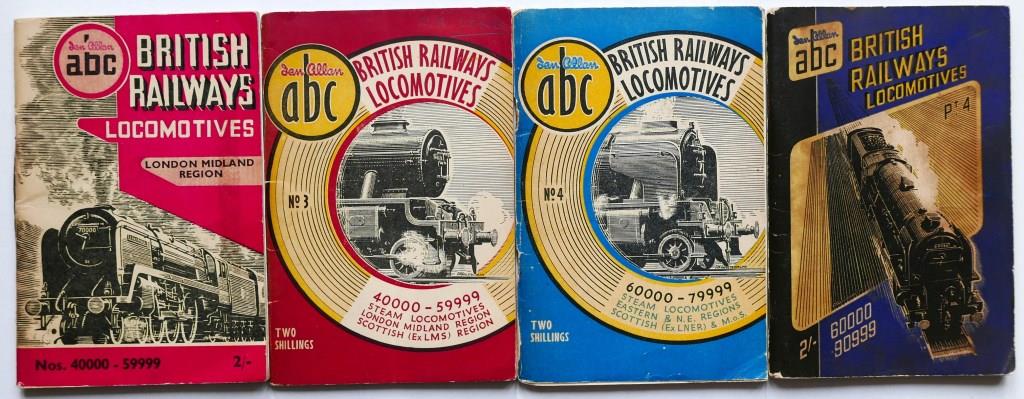 Ian Allan
abc
BRITISH
RAILWAYS
LOCOMOTIVES
LONDON MIDLAND
REGION
70000
Nos. 40000 - 59999
2/-
Ian Allan
abc
BRITISH RAILWAYS
LOCOMOTIVES
Nº 3
40000 - 59999
STEAM LOCOMOTIVES
LONDON MIDLAND REGION
SCOTTISH (Ex LMS) REGION
TWO
SHILLINGS
Ian Allan
abc
BRITISH RAILWAYS
LOCOMOTIVES
Nº 4
60000 - 79999
STEAM LOCOMOTIVES
EASTERN & N.E. REGIONS
SCOTTISH (Ex LNER) & M.o.S.
TWO
SHILLINGS
Ian Allan
abc
BRITISH
RAILWAYS
LOCOMOTIVES
PT 4
60000
90999
2/-